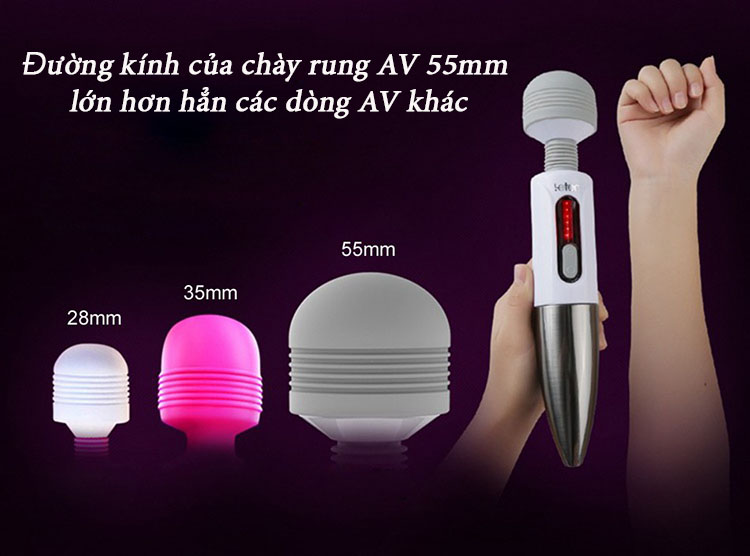 Đường kính của chày rung AV 55mm
lớn hơn hẳn các dòng AV khác
55mm
35mm
28mm